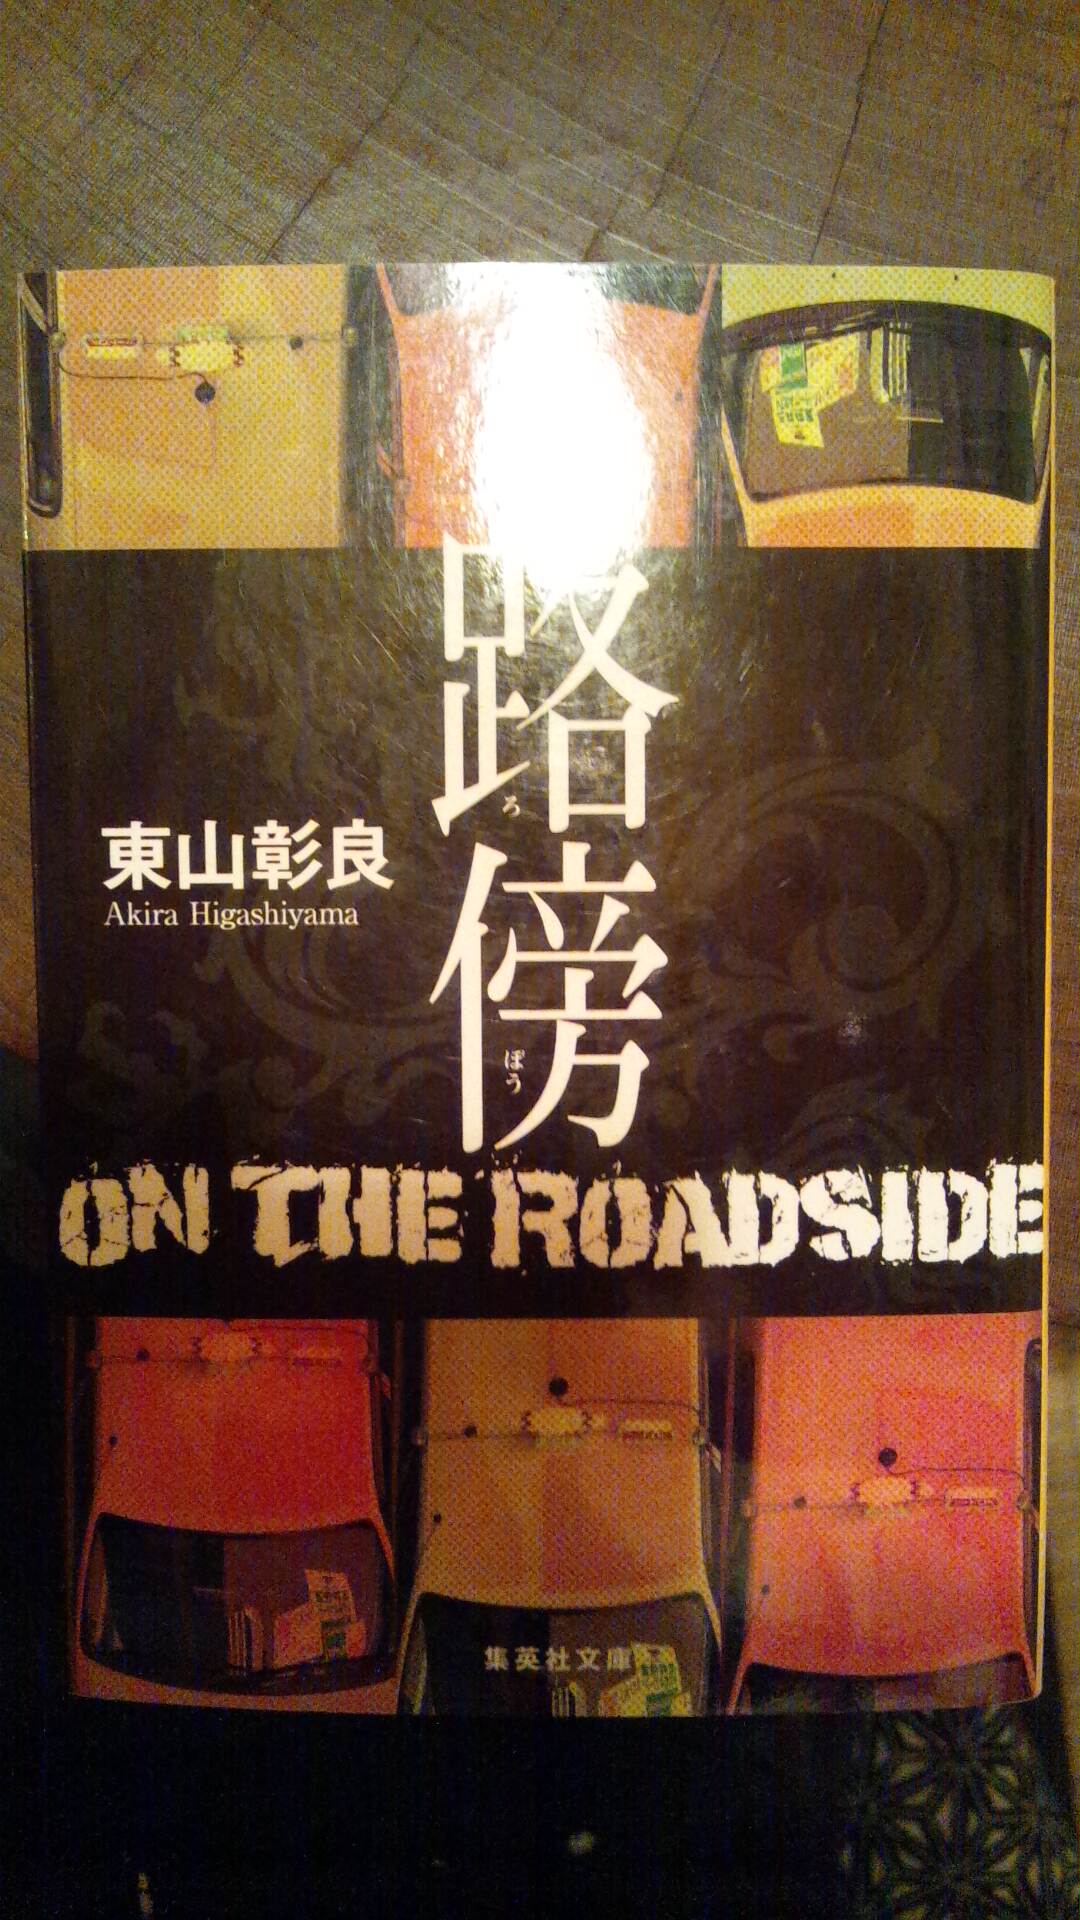 路傍
ろ
ぼう
東山彰良
Akira Higashiyama
ON THE ROADSIDE
集英社文庫